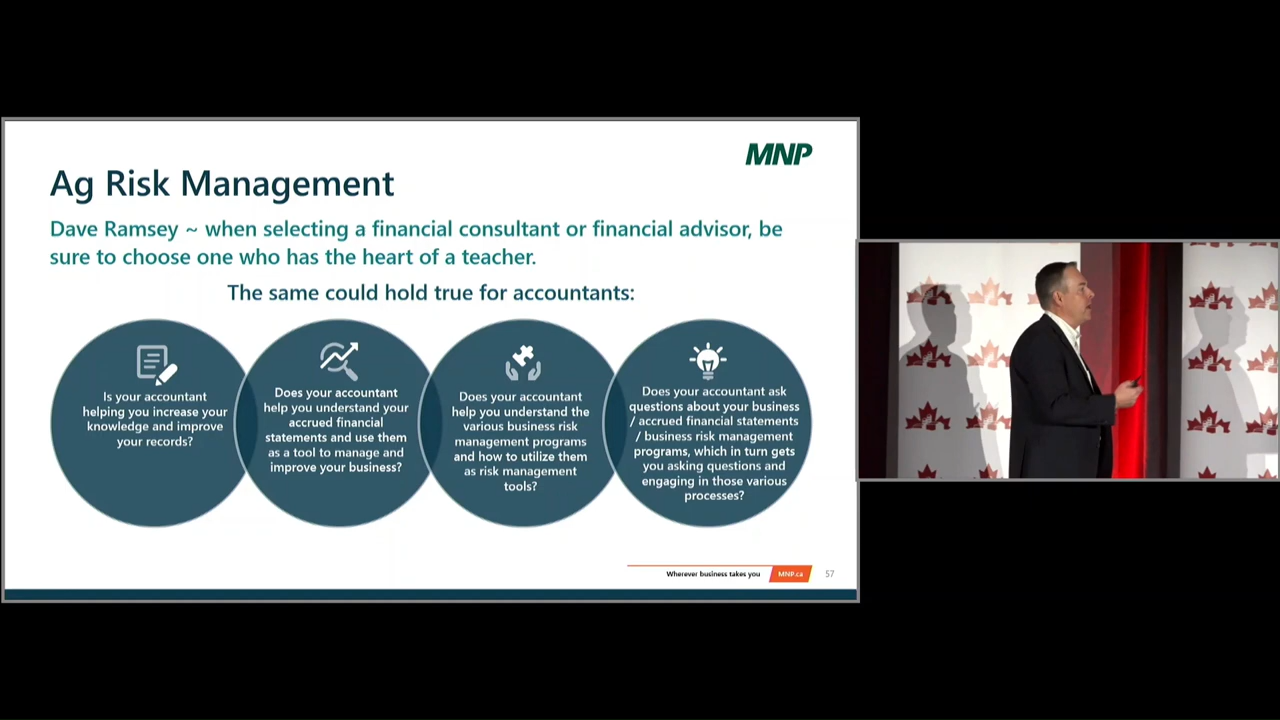 MNP
Ag Risk Management
Dave Ramsey ~ when selecting a financial consultant or financial advisor, be
sure to choose one who has the heart of a teacher.
The same could hold true for accountants:
Is your accountant
helping you increase your
knowledge and improve
your records?
Does your accountant
help you understand your
accrued financial
statements and use them
as a tool to manage and
improve your business?
Does your accountant
help you understand the
various business risk
management programs
and how to utilize them
as risk management
tools?
Does your accountant ask
questions about your business
/ accrued financial statements
/ business risk management
programs, which in turn gets
you asking questions and
engaging in those various
processes?
Wherever business takes you
MNP.ca
57